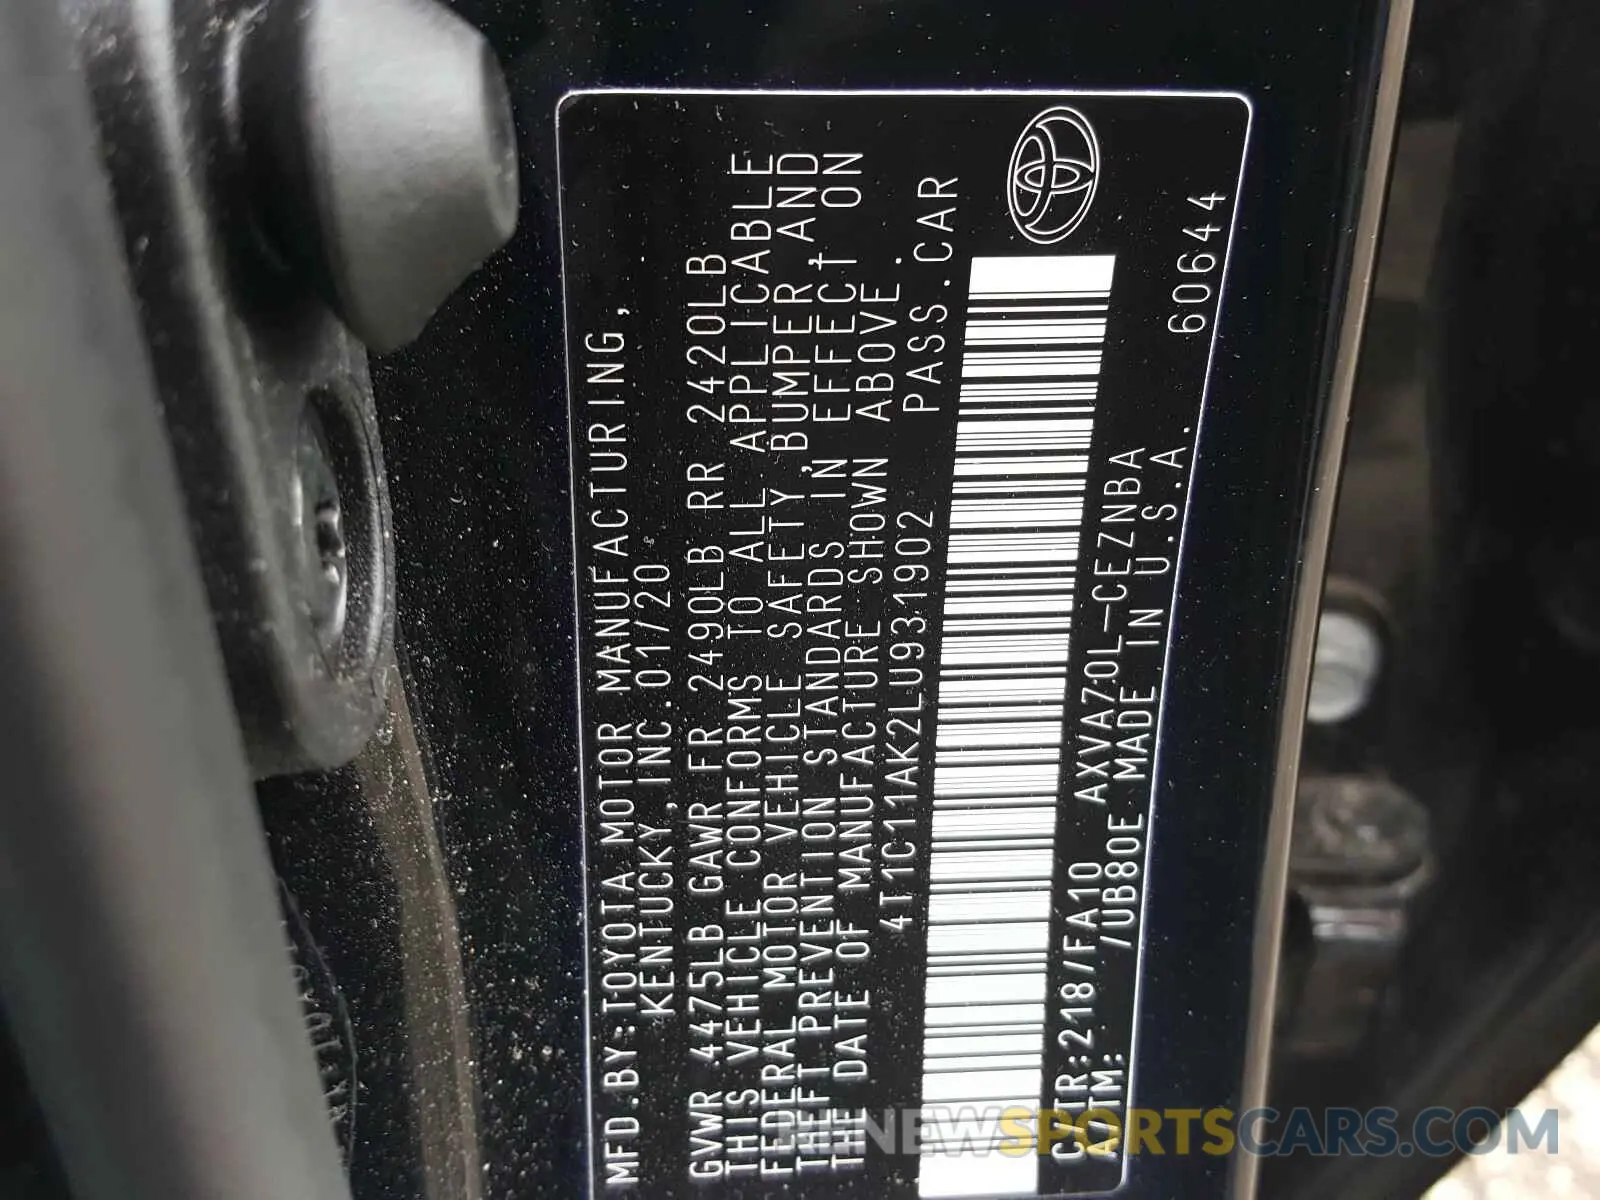 MFD.BY:TOYOTA MOTOR MANUFACTURING,
KENTUCKY,INC.01/20
GVWR 4475LB GAWR FR 2490LB RR 2420LB
THIS VEHICLE CONFORMS TO ALL APPLICABLE
FEDERAL MOTOR VEHICLE SAFETY,BUMPER,AND
THEFT PREVENTION STANDARDS IN EFFECT ON
THE DATE OF MANUFACTURE SHOWN ABOVE.
4T1C11AK2LU931902 PASS.CAR
C/TR:218/FA10 AXVA70L-CEZNBA
A/TM: /UB80E MADE IN U.S.A.
60644
RENEWSPORTSCARS.COM